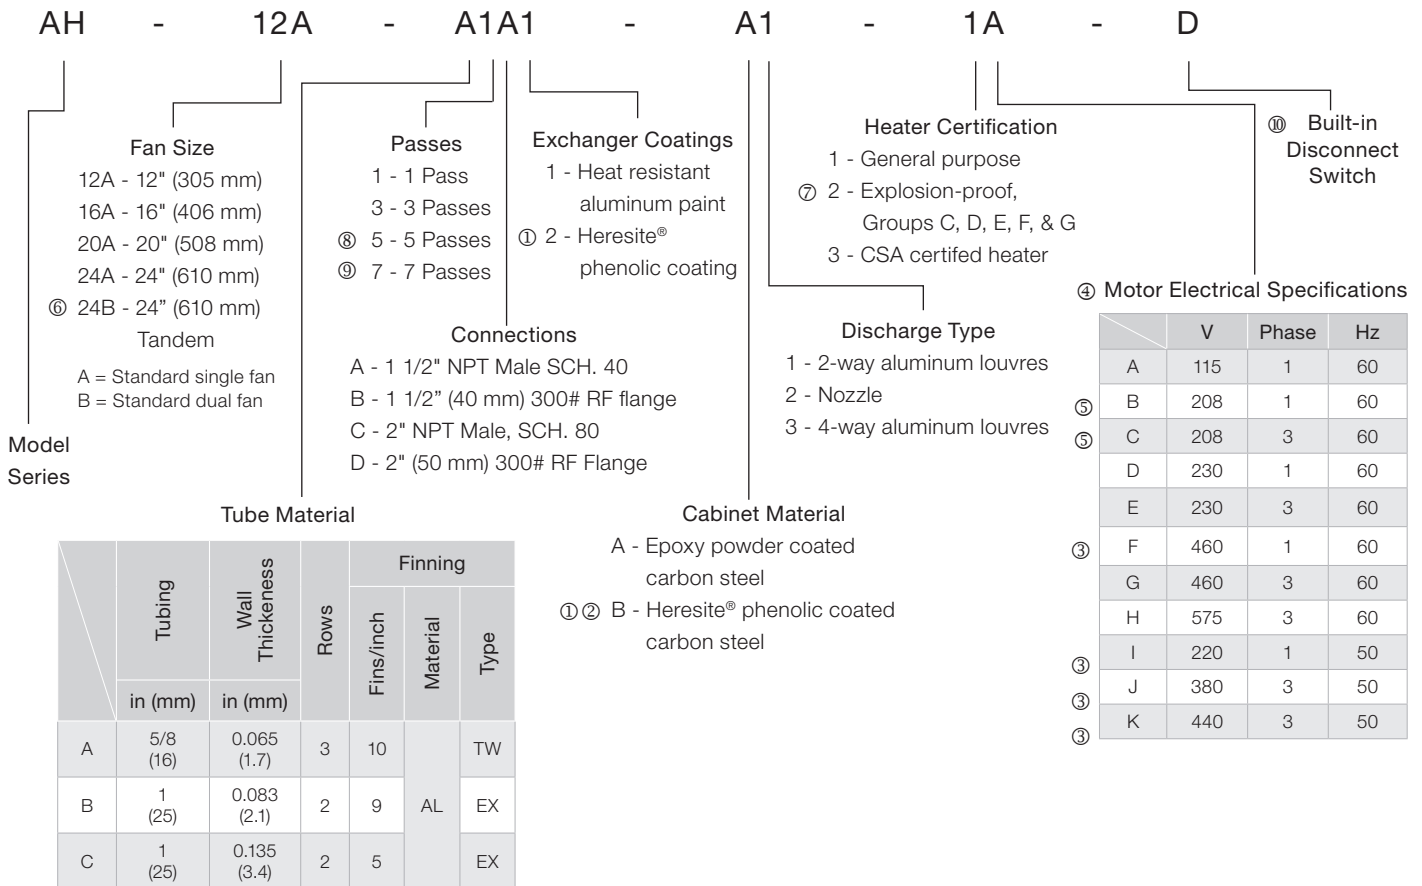 AH - 12A - A1A1 - A1 - 1A - D
Model
Series
Fan Size
12A - 12" (305 mm)
16A - 16" (406 mm)
20A - 20" (508 mm)
24A - 24" (610 mm)
⑥ 24B - 24” (610 mm)
Tandem
A = Standard single fan
B = Standard dual fan
Passes
1 - 1 Pass
3 - 3 Passes
⑧ 5 - 5 Passes
⑨ 7 - 7 Passes
Exchanger Coatings
1 - Heat resistant
aluminum paint
① 2 - Heresite®
phenolic coating
Connections
A - 1 1/2" NPT Male SCH. 40
B - 1 1/2” (40 mm) 300# RF flange
C - 2" NPT Male, SCH. 80
D - 2" (50 mm) 300# RF Flange
Heater Certification
1 - General purpose
⑦ 2 - Explosion-proof,
Groups C, D, E, F, & G
3 - CSA certifed heater
Discharge Type
1 - 2-way aluminum louvres
2 - Nozzle
3 - 4-way aluminum louvres
⑩ Built-in
Disconnect
Switch
④ Motor Electrical Specifications
V Phase Hz
A 115 1 60
⑤ B 208 1 60
⑤ C 208 3 60
D 230 1 60
E 230 3 60
③ F 460 1 60
G 460 3 60
H 575 3 60
③ I 220 1 50
③ J 380 3 50
③ K 440 3 50
Cabinet Material
A - Epoxy powder coated
carbon steel
①② B - Heresite® phenolic coated
carbon steel
Tube Material
Tubing
Wall
Thickeness
Rows
Finning
Fins/inch
Material
Type
in (mm) in (mm)
A 5/8 (16) 0.065 (1.7) 3 10 TW
B 1 (25) 0.083 (2.1) 2 9 AL EX
C 1 (25) 0.135 (3.4) 2 5 EX